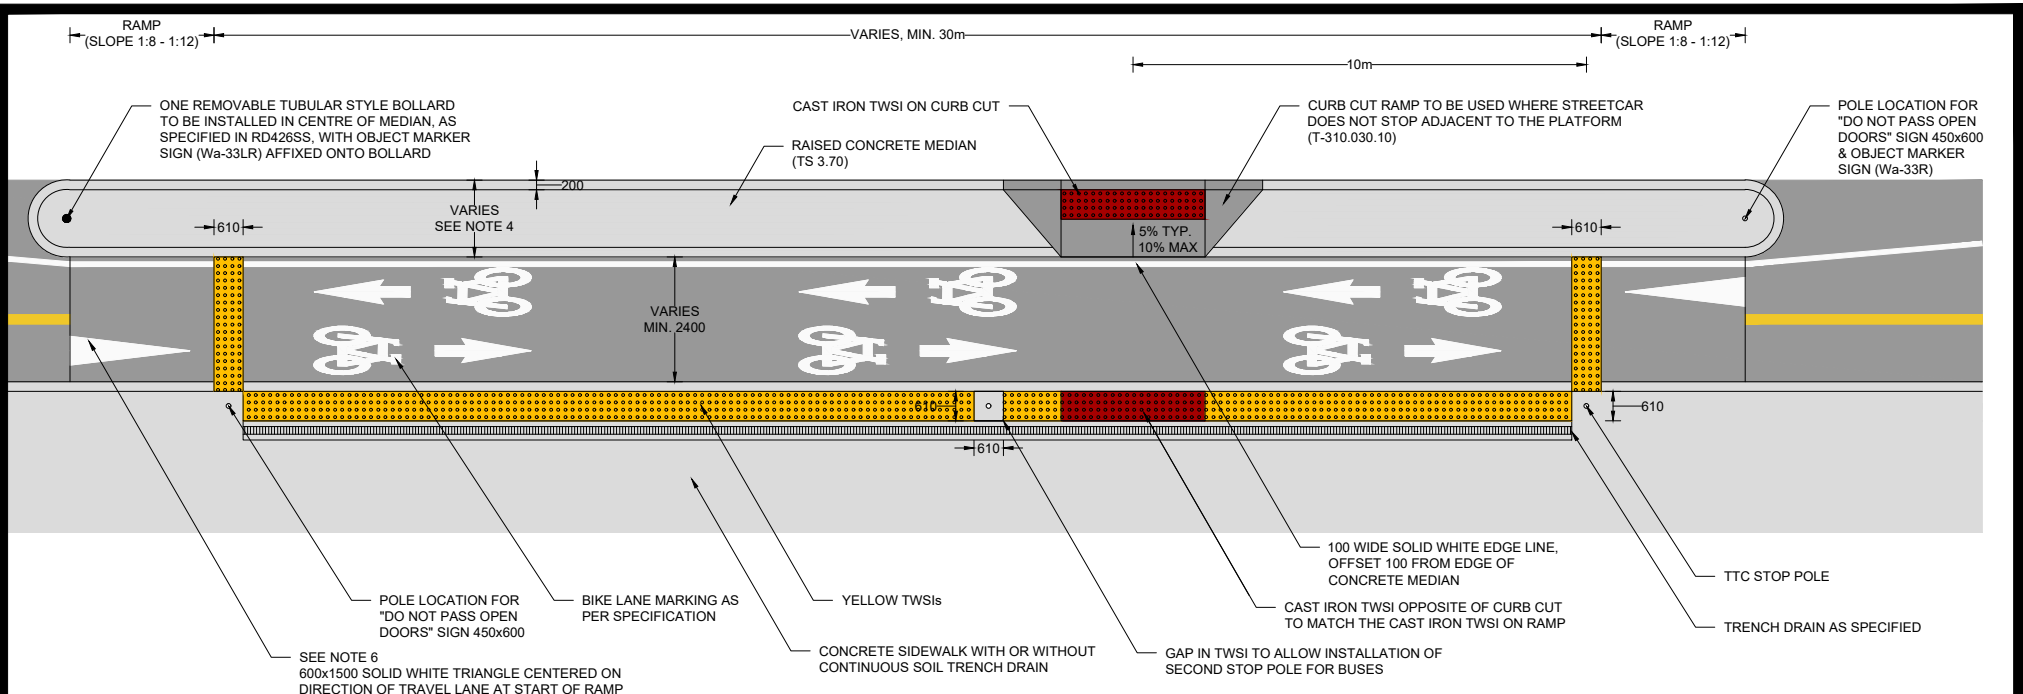 RAMP
(SLOPE 1:8 - 1:12)
VARIES, MIN. 30m
RAMP
(SLOPE 1:8 - 1:12)
10m
ONE REMOVABLE TUBULAR STYLE BOLLARD
TO BE INSTALLED IN CENTRE OF MEDIAN, AS
SPECIFIED IN RD426SS, WITH OBJECT MARKER
SIGN (Wa-33LR) AFFIXED ONTO BOLLARD
CAST IRON TWSI ON CURB CUT
RAISED CONCRETE MEDIAN
(TS 3.70)
CURB CUT RAMP TO BE USED WHERE STREETCAR
DOES NOT STOP ADJACENT TO THE PLATFORM
(T-310.030.10)
POLE LOCATION FOR
"DO NOT PASS OPEN
DOORS" SIGN 450x600
& OBJECT MARKER
SIGN (Wa-33R)
200
VARIES
SEE NOTE 4
610
5% TYP.
10% MAX
610
VARIES
MIN. 2400
610
610
610
POLE LOCATION FOR
"DO NOT PASS OPEN
DOORS" SIGN 450x600
BIKE LANE MARKING AS
PER SPECIFICATION
YELLOW TWSIs
100 WIDE SOLID WHITE EDGE LINE,
OFFSET 100 FROM EDGE OF
CONCRETE MEDIAN
TTC STOP POLE
CAST IRON TWSI OPPOSITE OF CURB CUT
TO MATCH THE CAST IRON TWSI ON RAMP
TRENCH DRAIN AS SPECIFIED
SEE NOTE 6
600x1500 SOLID WHITE TRIANGLE CENTERED ON
DIRECTION OF TRAVEL LANE AT START OF RAMP
CONCRETE SIDEWALK WITH OR WITHOUT
CONTINUOUS SOIL TRENCH DRAIN
GAP IN TWSI TO ALLOW INSTALLATION OF
SECOND STOP POLE FOR BUSES